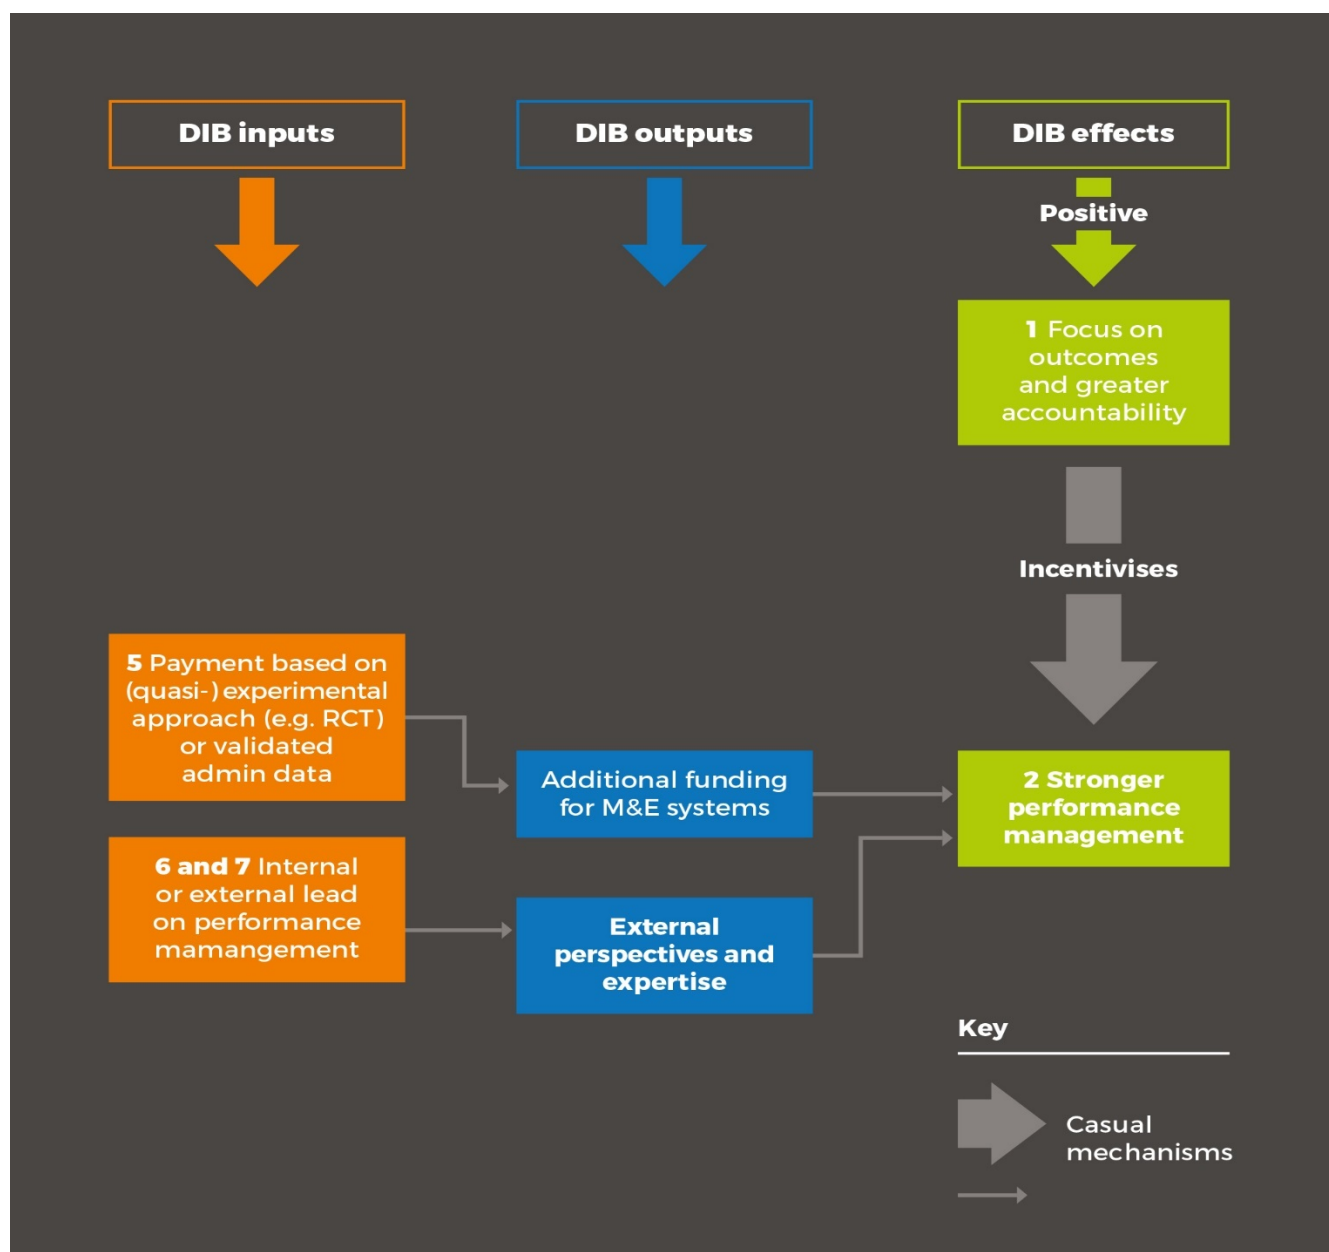 DIB inputs
DIB outputs
DIB effects
Positive
1 Focus on
outcomes
and greater
accountability
Incentivises
5 Payment based on
(quasi-) experimental
approach (e.g. RCT)
or validated
admin data
Additional funding
for M&E systems
2 Stronger
performance
management
6 and 7 Internal
or external lead
on performance
mamangement
External
perspectives and
expertise
Key
Casual
mechanisms